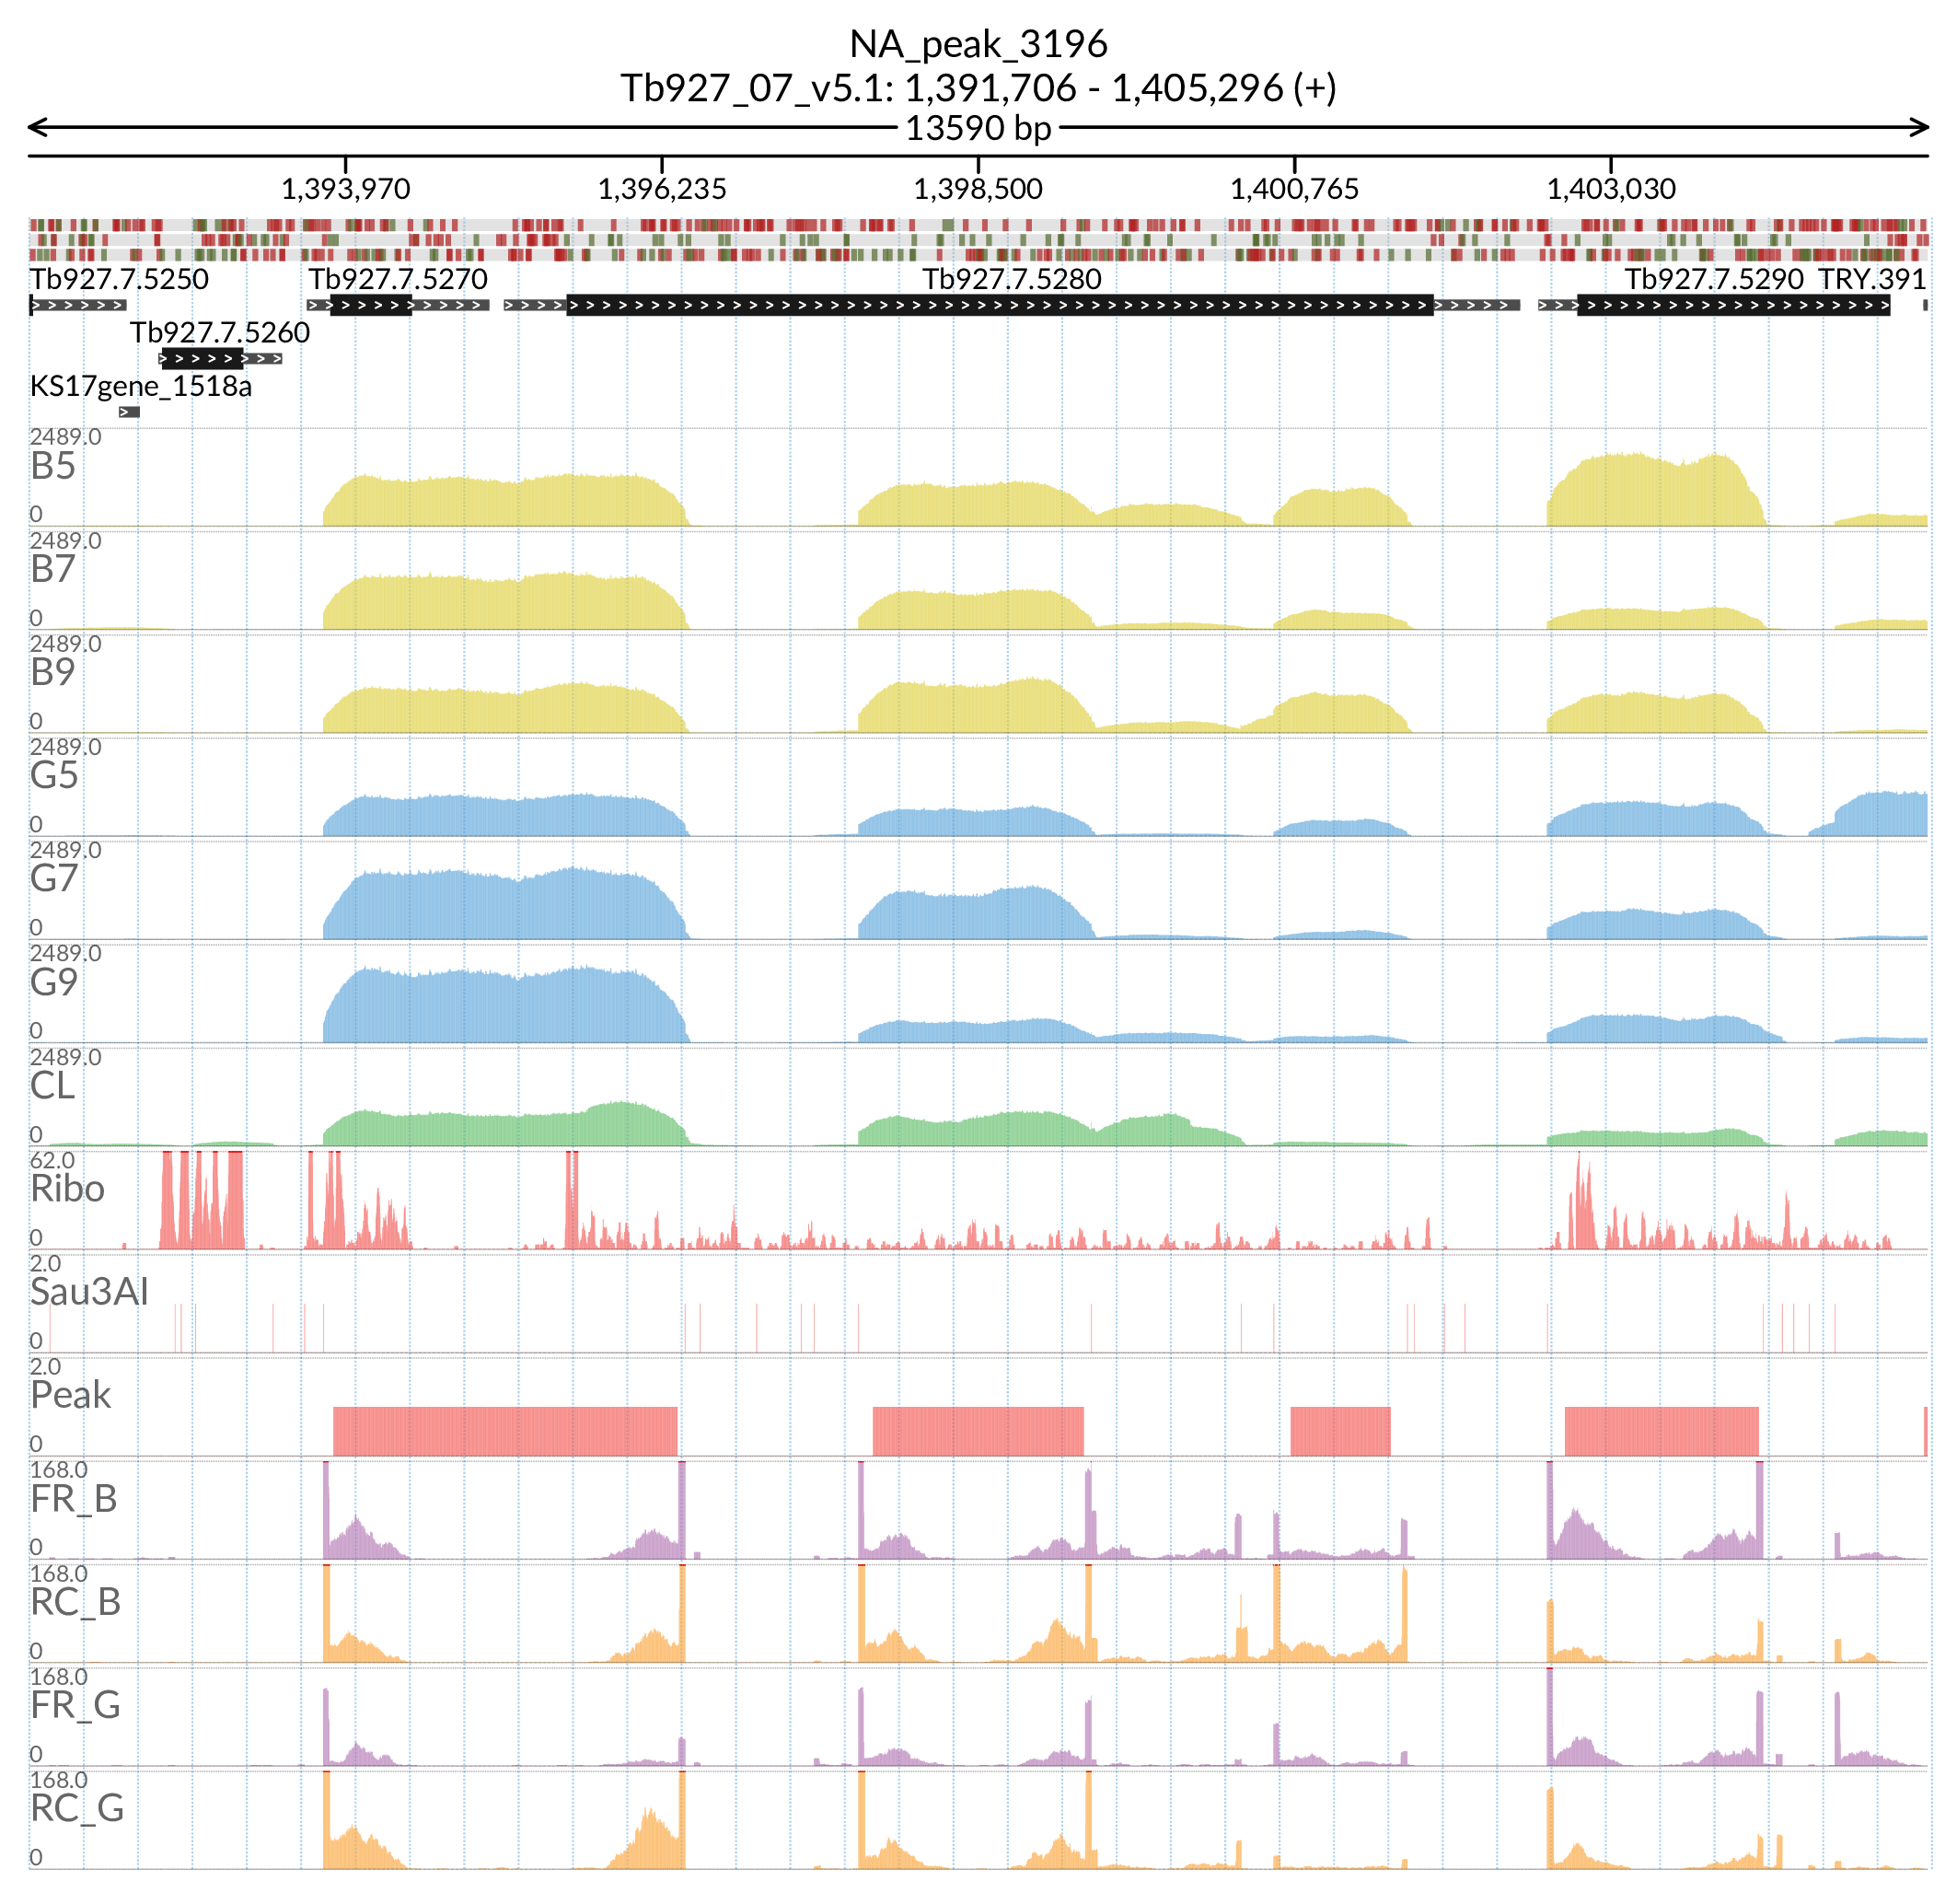 NA_peak_3196
Tb927_07_v5.1: 1,391,706 - 1,405,296 (+)
13590 bp
1,393,970 1,396,235 1,398,500 1,400,765 1,403,030
Tb927.7.5250 Tb927.7.5270 Tb927.7.5280 Tb927.7.5290 TRY.391
Tb927.7.5260
KS17gene_1518a
2489.0
B5
0
2489.0
B7
0
2489.0
B9
0
2489.0
G5
0
2489.0
G7
0
2489.0
G9
0
2489.0
CL
0
62.0
Ribo
0
2.0
Sau3AI
0
2.0
Peak
0
168.0
FR_B
0
168.0
RC_B
0
168.0
FR_G
0
168.0
RC_G
0